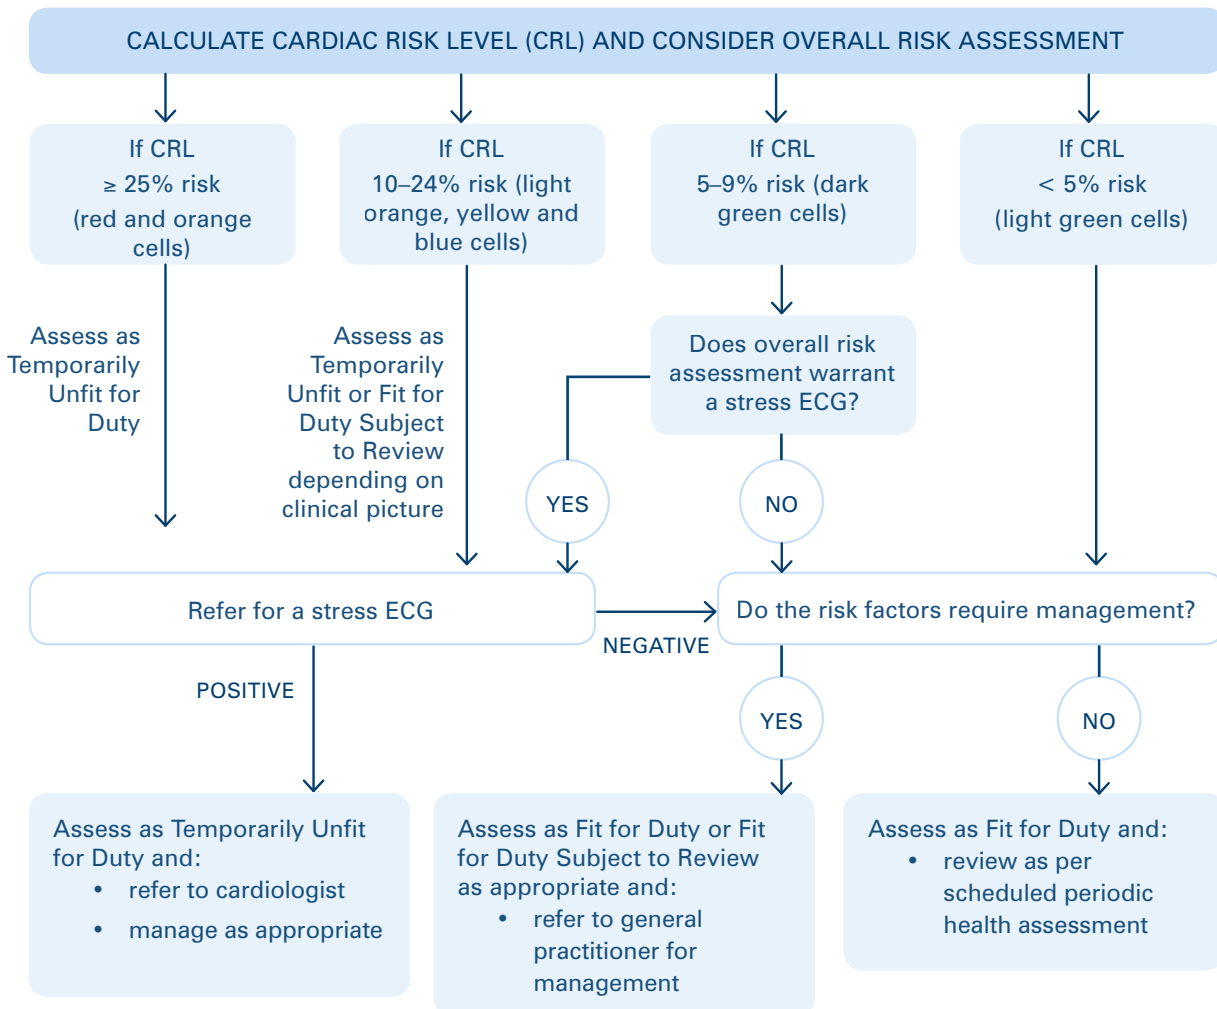 CALCULATE CARDIAC RISK LEVEL (CRL) AND CONSIDER OVERALL RISK ASSESSMENT
If CRL
≥ 25% risk
(red and orange
cells)
If CRL
10–24% risk (light
orange, yellow and
blue cells)
If CRL
5–9% risk (dark
green cells)
If CRL
< 5% risk
(light green cells)
Assess as
Temporarily
Unfit for
Duty
Assess as
Temporarily
Unfit or Fit for
Duty Subject
to Review
depending on
clinical picture
Does overall risk
assessment warrant
a stress ECG?
YES
NO
Refer for a stress ECG
NEGATIVE
Do the risk factors require management?
POSITIVE
YES
NO
Assess as Temporarily Unfit
for Duty and:
• refer to cardiologist
• manage as appropriate
Assess as Fit for Duty or Fit
for Duty Subject to Review
as appropriate and:
• refer to general
practitioner for
management
Assess as Fit for Duty and:
• review as per
scheduled periodic
health assessment